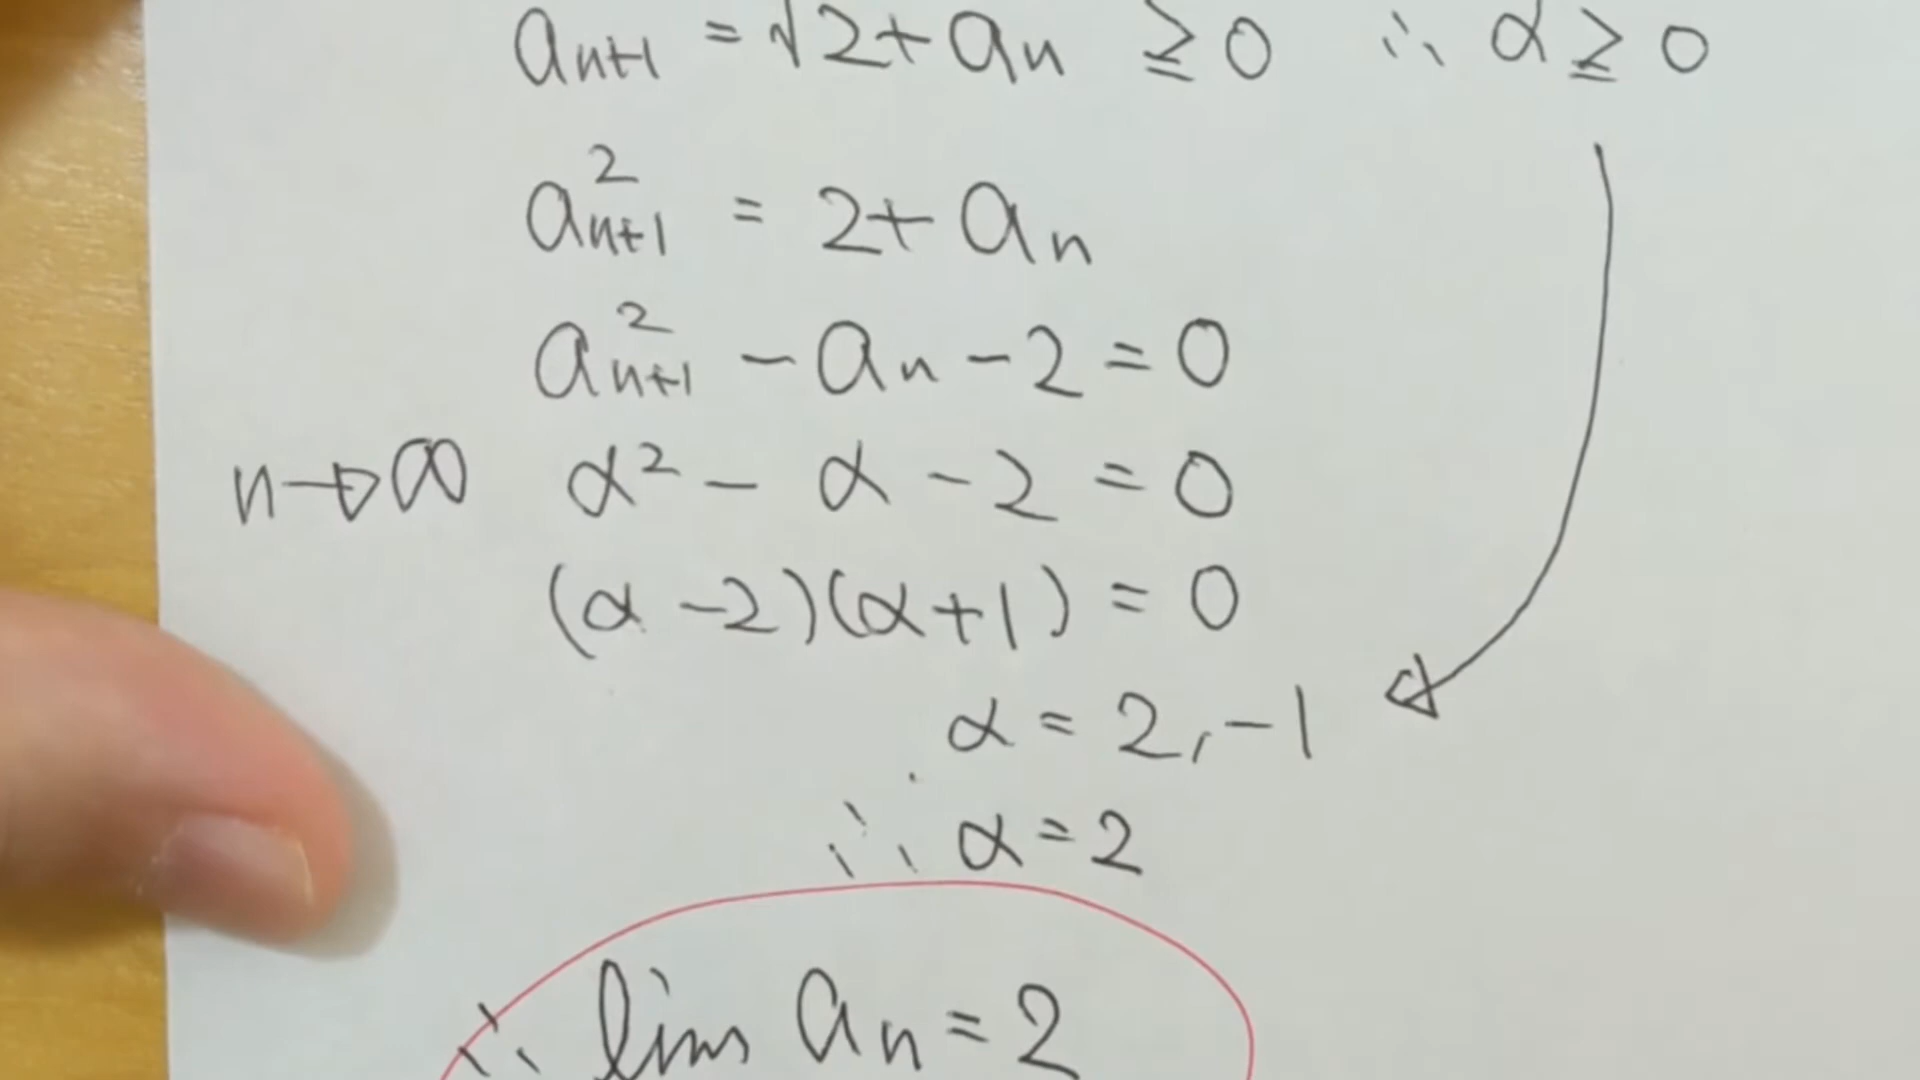 aₙ₊₁ = √2+aₙ ≧ 0 ∴ α ≧ 0
a²ₙ₊₁ = 2+aₙ
a²ₙ₊₁ - aₙ - 2 = 0
n→∞ α² - α - 2 = 0
(α-2)(α+1) = 0
α = 2, -1
∴ α = 2
∴ lim aₙ = 2